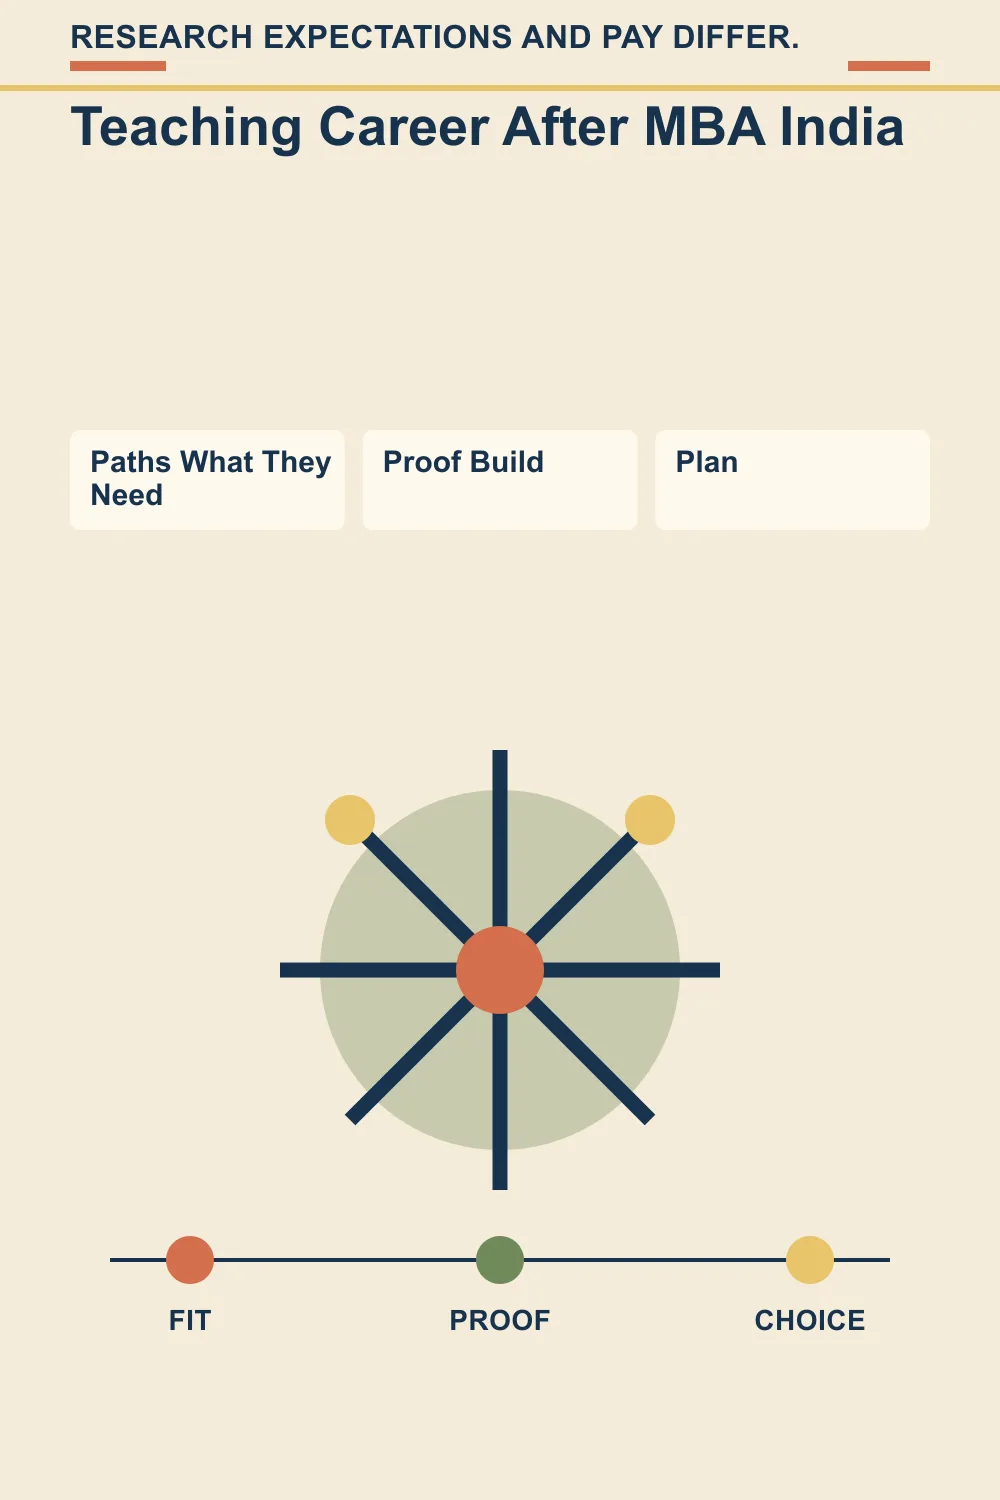 RESEARCH EXPECTATIONS AND PAY DIFFER.
Teaching Career After MBA India
Paths What They
Need
Proof Build
Plan
FIT
PROOF
CHOICE